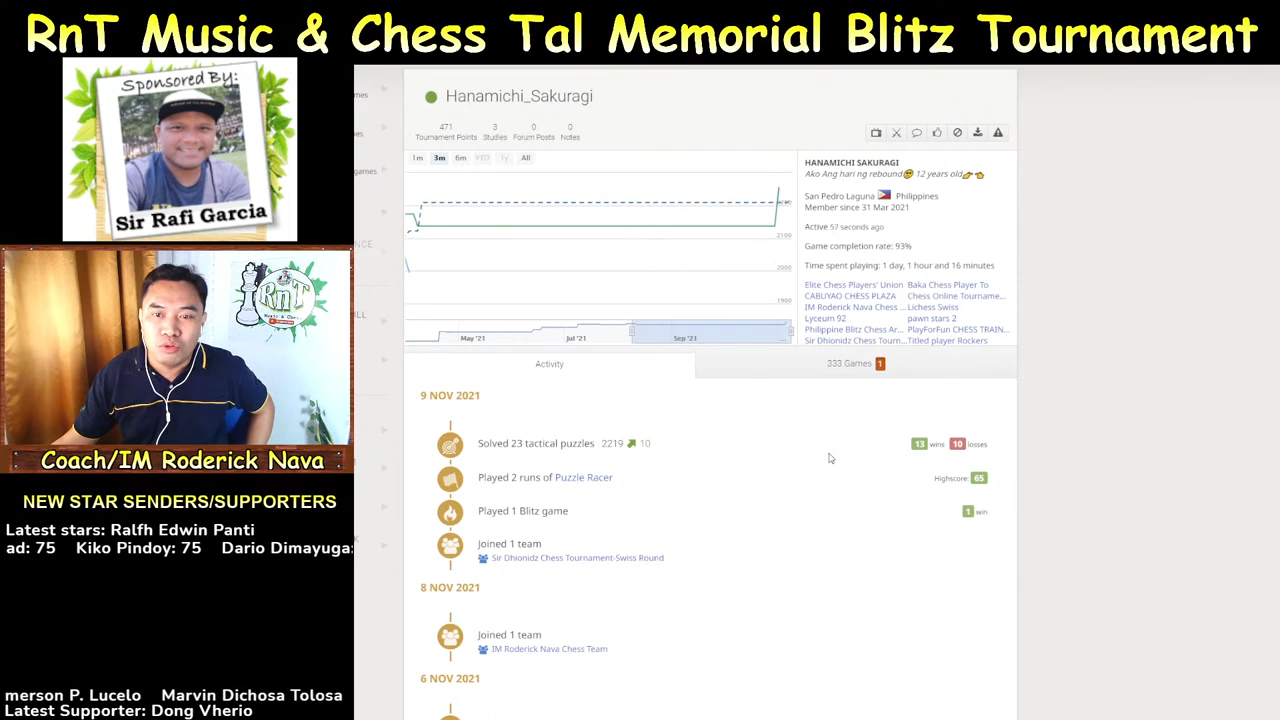 RnT Music & Chess Tal Memorial Blitz Tournament
Sponsored By:
Sir Rafi Garcia
RnT
Music & Chess
Coach/IM Roderick Nava
NEW STAR SENDERS/SUPPORTERS
Latest stars: Ralfh Edwin Panti
ad: 75 Kiko Pindoy: 75 Dario Dimayuga:
merson P. Lucelo Marvin Dichosa Tolosa
Latest Supporter: Dong Vherio
Hanamichi_Sakuragi
471 3 0 0
Tournament Points Studies Forum Posts Notes
1m 3m 6m YTD 1y All
2100
2000
1900
May '21 Jul '21 Sep '21
HANAMICHI SAKURAGI
Ako Ang hari ng rebound 12 years old
San Pedro Laguna Philippines
Member since 31 Mar 2021
Active 57 seconds ago
Game completion rate: 93%
Time spent playing: 1 day, 1 hour and 16 minutes
Elite Chess Players' Union Baka Chess Player To
CABUYAO CHESS PLAZA Chess Online Tourname...
IM Roderick Nava Chess ... Lichess Swiss
Lyceum 92 pawn stars 2
Philippine Blitz Chess Ar... PlayForFun CHESS TRAIN...
Sir Dhionidz Chess Tourn... Titled player Rockers
Activity 333 Games 1
9 NOV 2021
Solved 23 tactical puzzles 2219 10 13 wins 10 losses
Played 2 runs of Puzzle Racer Highscore: 65
Played 1 Blitz game 1 win
Joined 1 team
Sir Dhionidz Chess Tournament-Swiss Round
8 NOV 2021
Joined 1 team
IM Roderick Nava Chess Team
6 NOV 2021